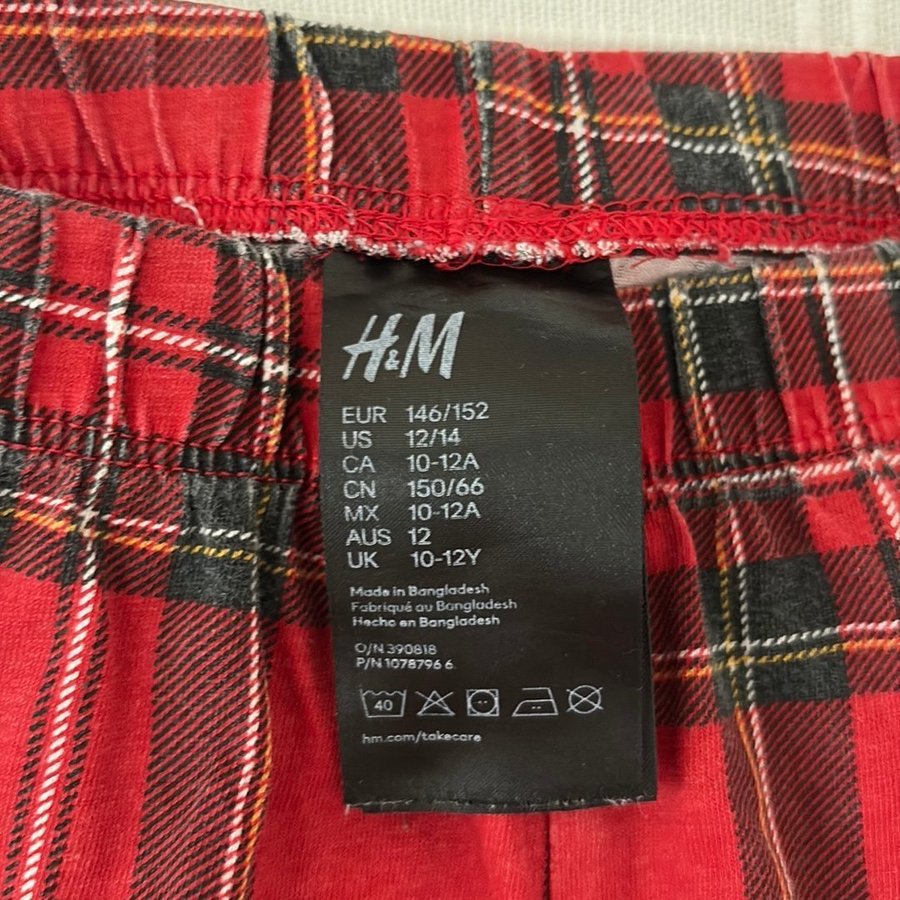 H&M
EUR 146/152
US 12/14
CA 10-12A
CN 150/66
MX 10-12A
AUS 12
UK 10-12Y
Made in Bangladesh
Fabriqué au Bangladesh
Hecho en Bangladesh
O/N 390818
P/N 1078796 6
40
hm.com/takecare